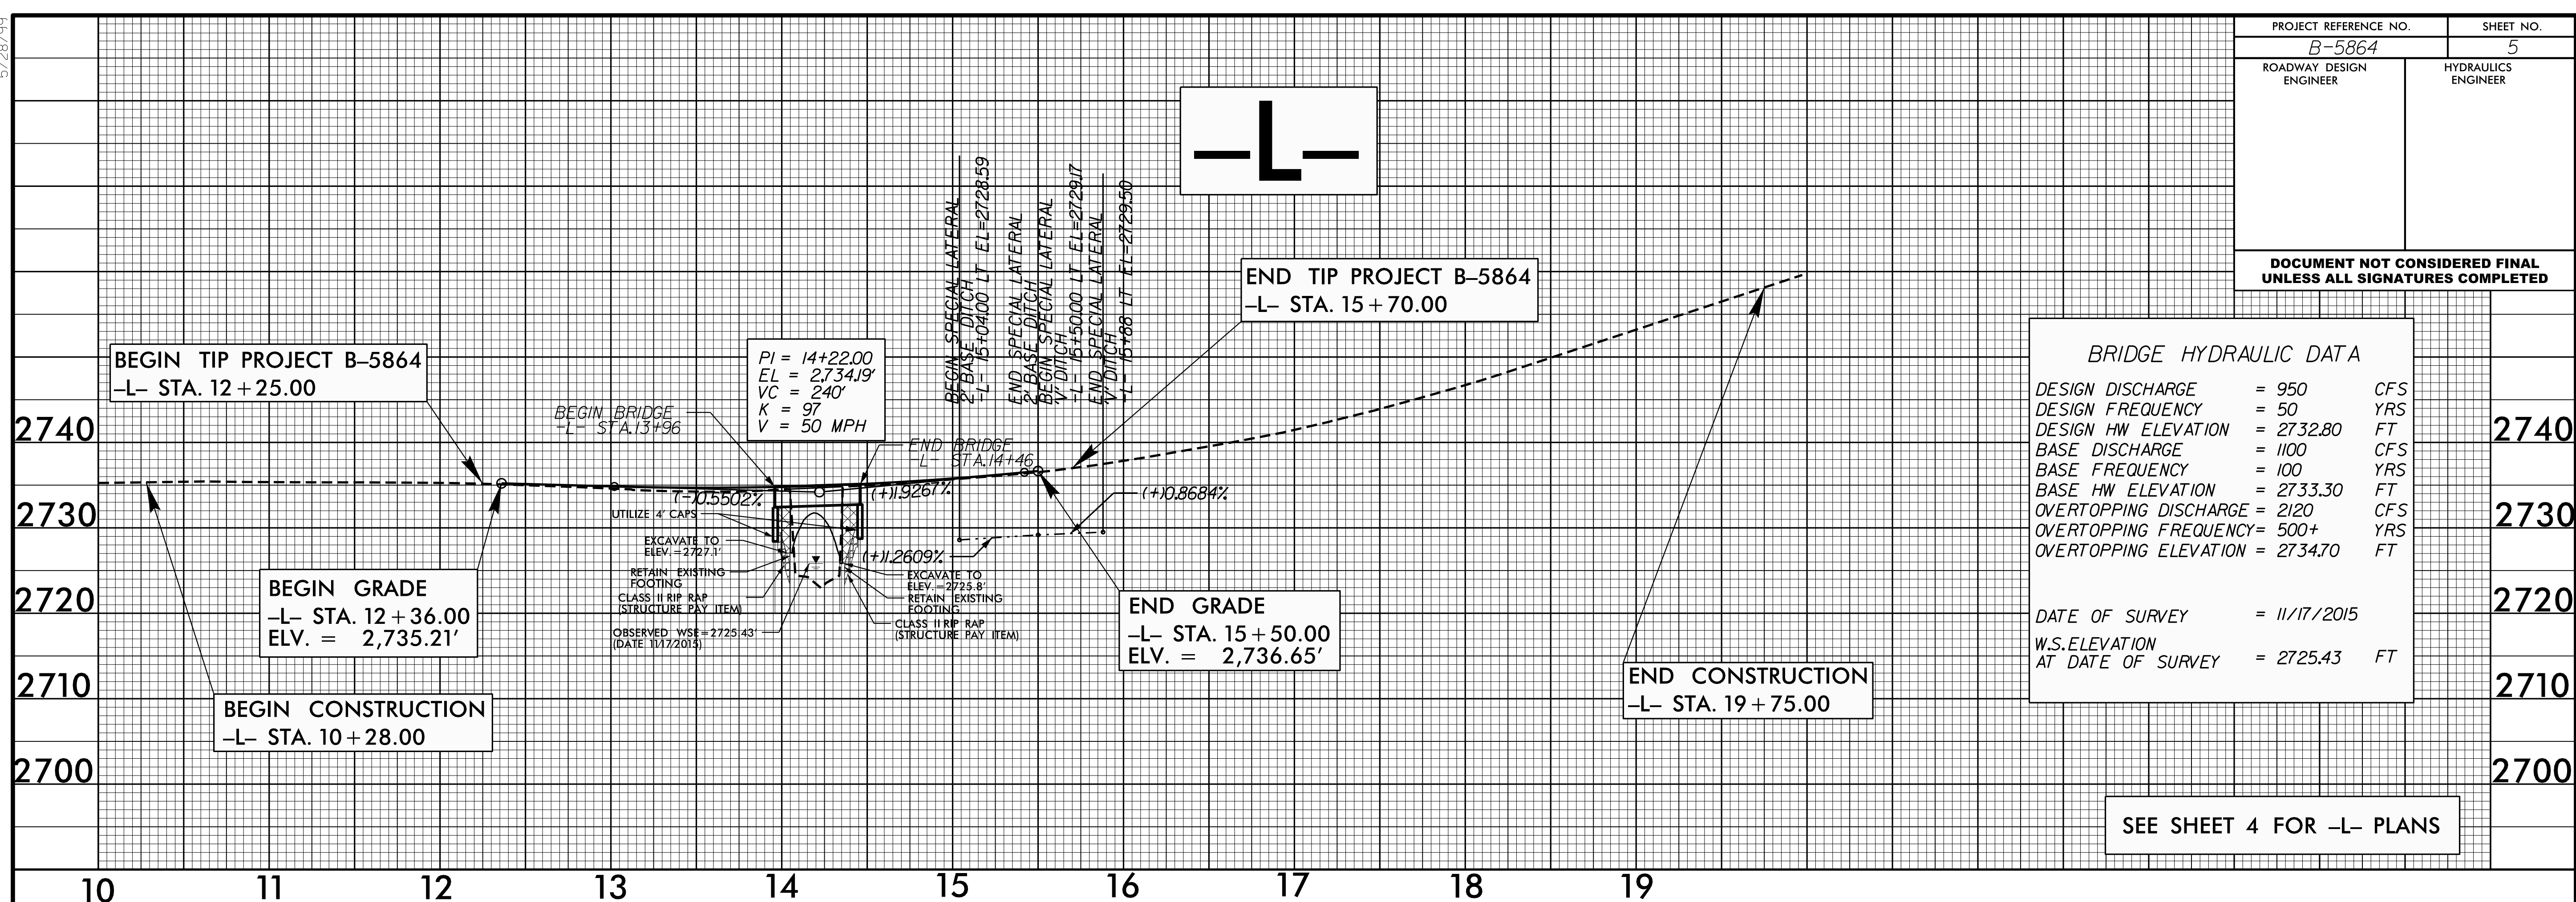 5/28/99
PROJECT REFERENCE NO.
SHEET NO.
B-5864
5
ROADWAY DESIGN
ENGINEER
HYDRAULICS
ENGINEER
DOCUMENT NOT CONSIDERED FINAL
UNLESS ALL SIGNATURES COMPLETED
–L–
BEGIN SPECIAL LATERAL
2' BASE DITCH
-L- 15+04.00 LT EL=2728.59
END SPECIAL LATERAL
2' BASE DITCH
BEGIN SPECIAL LATERAL
'V' DITCH
-L- 15+50.00 LT EL=2729.17
END SPECIAL LATERAL
'V' DITCH
-L- 15+88 LT EL=2729.50
END TIP PROJECT B–5864
–L– STA. 15+70.00
BEGIN TIP PROJECT B–5864
–L– STA. 12+25.00
PI = 14+22.00
EL = 2,734.19'
VC = 240'
K = 97
V = 50 MPH
BEGIN BRIDGE
-L- STA.13+96
END BRIDGE
-L- STA.14+46
(-)0.5502%
(+)1.9267%
(+)0.8684%
(+)1.2609%
UTILIZE 4' CAPS
EXCAVATE TO
ELEV.=2727.1'
RETAIN EXISTING
FOOTING
CLASS II RIP RAP
(STRUCTURE PAY ITEM)
OBSERVED WSE=2725.43'
(DATE 11/17/2015)
EXCAVATE TO
ELEV.=2725.8'
RETAIN EXISTING
FOOTING
CLASS II RIP RAP
(STRUCTURE PAY ITEM)
BEGIN GRADE
–L– STA. 12+36.00
ELV. = 2,735.21'
END GRADE
–L– STA. 15+50.00
ELV. = 2,736.65'
BEGIN CONSTRUCTION
–L– STA. 10+28.00
END CONSTRUCTION
–L– STA. 19+75.00
BRIDGE HYDRAULIC DATA
DESIGN DISCHARGE = 950 CFS
DESIGN FREQUENCY = 50 YRS
DESIGN HW ELEVATION = 2732.80 FT
BASE DISCHARGE = 1100 CFS
BASE FREQUENCY = 100 YRS
BASE HW ELEVATION = 2733.30 FT
OVERTOPPING DISCHARGE = 2120 CFS
OVERTOPPING FREQUENCY= 500+ YRS
OVERTOPPING ELEVATION = 2734.70 FT
DATE OF SURVEY = 11/17/2015
W.S.ELEVATION
AT DATE OF SURVEY = 2725.43 FT
SEE SHEET 4 FOR –L– PLANS
2740
2730
2720
2710
2700
2740
2730
2720
2710
2700
10 11 12 13 14 15 16 17 18 19